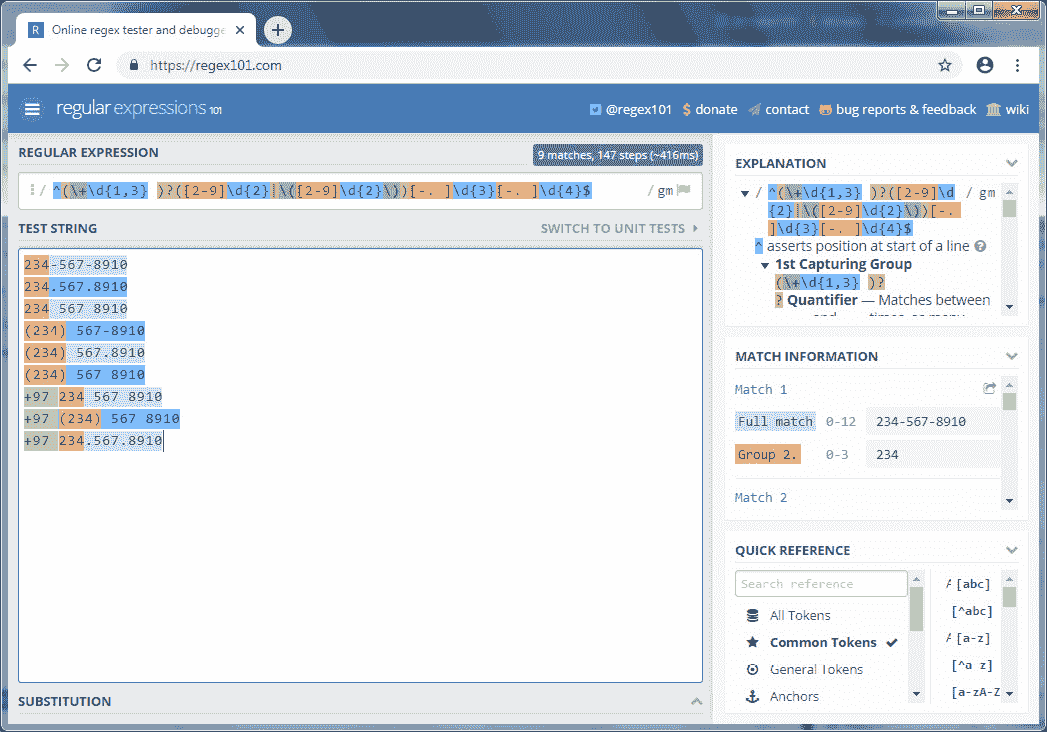 Online regex tester and debugge
https://regex101.com
regular expressions 101
@regex101 $ donate contact bug reports & feedback wiki
REGULAR EXPRESSION
9 matches, 147 steps (~416ms)
/ ^(\+\d{1,3} )?([2-9]\d{2}|\([2-9]\d{2}\))[-. ]\d{3}[-. ]\d{4}$ / gm
TEST STRING
SWITCH TO UNIT TESTS
234-567-8910
234.567.8910
234 567 8910
(234) 567-8910
(234) 567.8910
(234) 567 8910
+97 234 567 8910
+97 (234) 567 8910
+97 234.567.8910
SUBSTITUTION
EXPLANATION
/ ^(\+\d{1,3} )?([2-9]\d / gm
{2}|\([2-9]\d{2}\))[-.
]\d{3}[-. ]\d{4}$
^ asserts position at start of a line
1st Capturing Group
(\+\d{1,3} )?
? Quantifier — Matches between
MATCH INFORMATION
Match 1
Full match 0-12 234-567-8910
Group 2. 0-3 234
Match 2
QUICK REFERENCE
Search reference
All Tokens
Common Tokens
General Tokens
Anchors
[abc]
[^abc]
[a-z]
[^a z]
[a-zA-Z